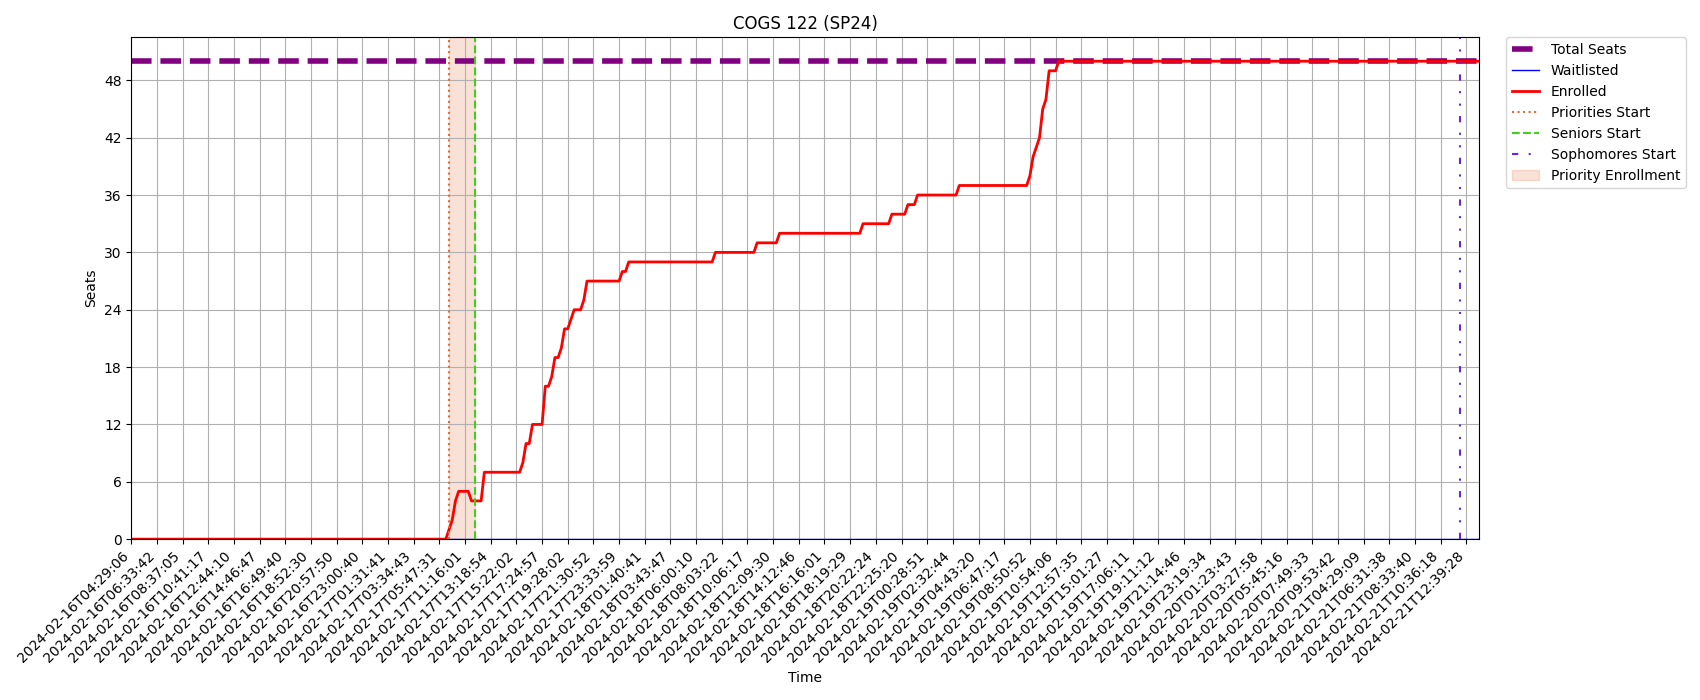 COGS 122 (SP24)
Total Seats
Waitlisted
Enrolled
Priorities Start
Seniors Start
Sophomores Start
Priority Enrollment
Seats
48
42
36
30
24
18
12
6
0
2024-02-16T04:29:06
2024-02-16T06:33:42
2024-02-16T08:37:05
2024-02-16T10:41:17
2024-02-16T12:44:10
2024-02-16T14:46:47
2024-02-16T16:49:40
2024-02-16T18:52:30
2024-02-16T20:57:50
2024-02-16T23:00:40
2024-02-17T01:31:41
2024-02-17T03:34:43
2024-02-17T05:47:31
2024-02-17T11:16:01
2024-02-17T13:18:54
2024-02-17T15:22:02
2024-02-17T17:24:57
2024-02-17T19:28:02
2024-02-17T21:30:52
2024-02-17T23:33:59
2024-02-18T01:40:41
2024-02-18T03:43:47
2024-02-18T06:00:10
2024-02-18T08:03:22
2024-02-18T10:06:17
2024-02-18T12:09:30
2024-02-18T14:12:46
2024-02-18T16:16:01
2024-02-18T18:19:29
2024-02-18T20:22:24
2024-02-18T22:25:20
2024-02-19T00:28:51
2024-02-19T02:32:44
2024-02-19T04:43:20
2024-02-19T06:47:17
2024-02-19T08:50:52
2024-02-19T10:54:06
2024-02-19T12:57:35
2024-02-19T15:01:27
2024-02-19T17:06:11
2024-02-19T19:11:12
2024-02-19T21:14:46
2024-02-19T23:19:34
2024-02-20T01:23:43
2024-02-20T03:27:58
2024-02-20T05:45:16
2024-02-20T07:49:33
2024-02-20T09:53:42
2024-02-21T04:29:09
2024-02-21T06:31:38
2024-02-21T08:33:40
2024-02-21T10:36:18
2024-02-21T12:39:28
Time